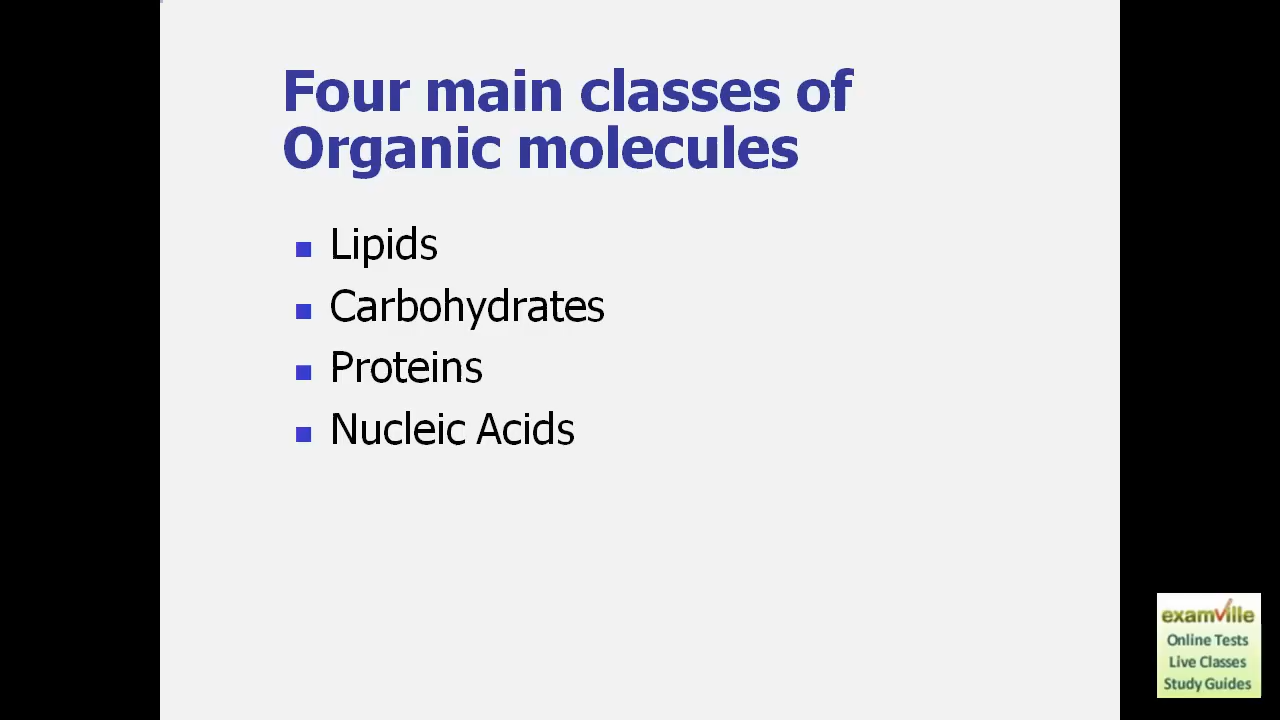 Four main classes of
Organic molecules
Lipids
Carbohydrates
Proteins
Nucleic Acids
examville
Online Tests
Live Classes
Study Guides